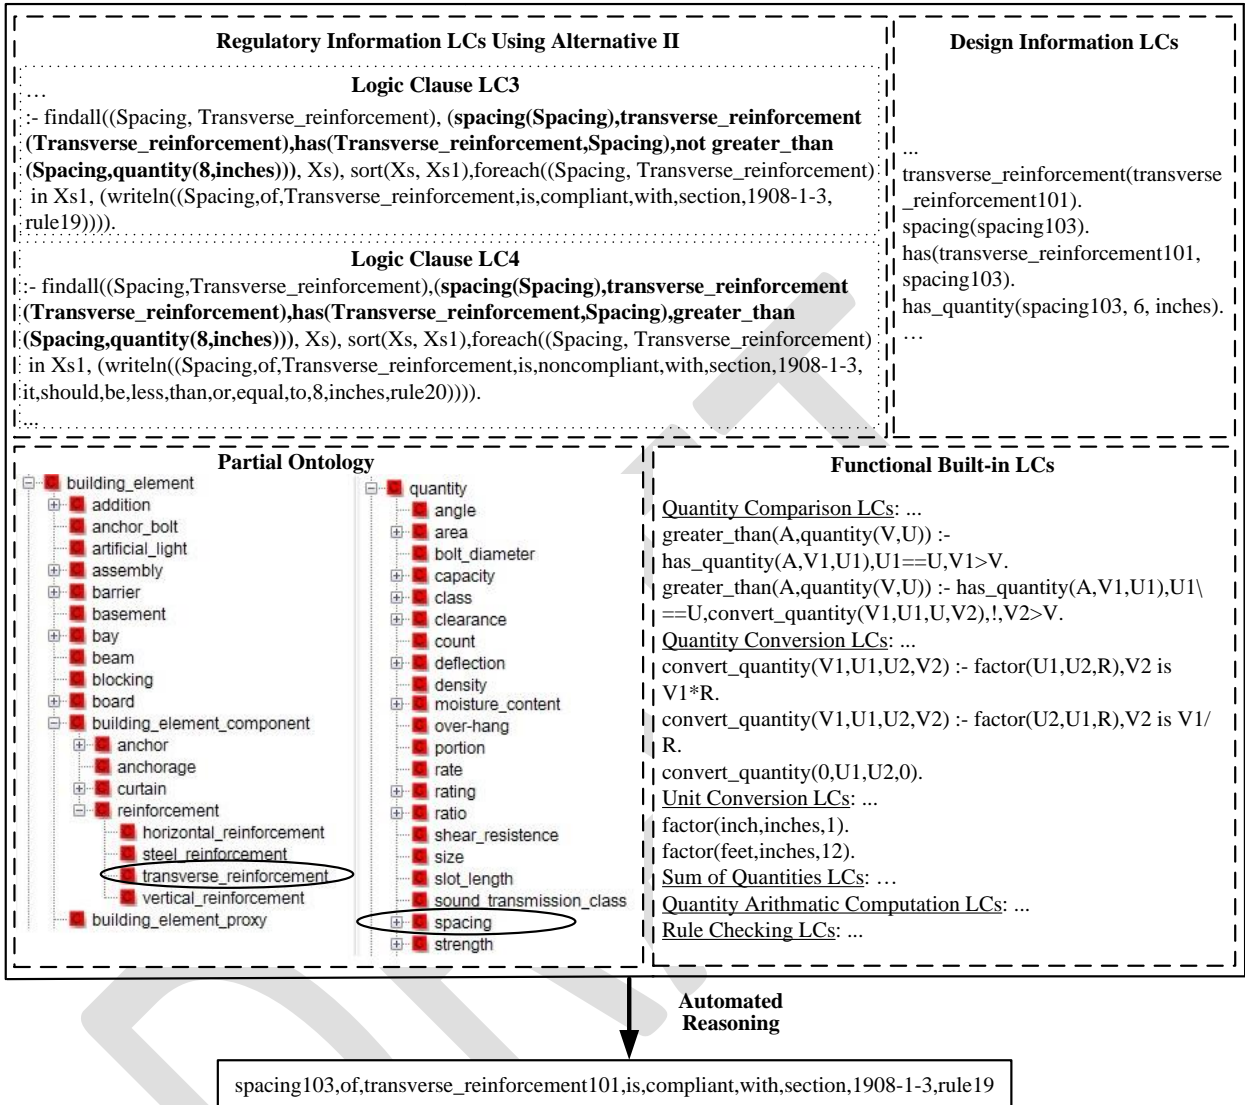 Regulatory Information LCs Using Alternative II
Logic Clause LC3
…
:- findall((Spacing, Transverse_reinforcement), (spacing(Spacing),transverse_reinforcement
(Transverse_reinforcement),has(Transverse_reinforcement,Spacing),not greater_than
(Spacing,quantity(8,inches))), Xs), sort(Xs, Xs1),foreach((Spacing, Transverse_reinforcement)
in Xs1, (writeln((Spacing,of,Transverse_reinforcement,is,compliant,with,section,1908-1-3,
rule19)))).
Logic Clause LC4
:- findall((Spacing,Transverse_reinforcement),(spacing(Spacing),transverse_reinforcement
(Transverse_reinforcement),has(Transverse_reinforcement,Spacing),greater_than
(Spacing,quantity(8,inches))), Xs), sort(Xs, Xs1),foreach((Spacing, Transverse_reinforcement)
in Xs1, (writeln((Spacing,of,Transverse_reinforcement,is,noncompliant,with,section,1908-1-3,
it,should,be,less,than,or,equal,to,8,inches,rule20)))).
...
Design Information LCs
...
transverse_reinforcement(transverse
_reinforcement101).
spacing(spacing103).
has(transverse_reinforcement101,
spacing103).
has_quantity(spacing103, 6, inches).
…
Partial Ontology
building_element
addition
anchor_bolt
artificial_light
assembly
barrier
basement
bay
beam
blocking
board
building_element_component
anchor
anchorage
curtain
reinforcement
horizontal_reinforcement
steel_reinforcement
transverse_reinforcement
vertical_reinforcement
building_element_proxy
quantity
angle
area
bolt_diameter
capacity
class
clearance
count
deflection
density
moisture_content
over-hang
portion
rate
rating
ratio
shear_resistence
size
slot_length
sound_transmission_class
spacing
strength
Functional Built-in LCs
Quantity Comparison LCs: ...
greater_than(A,quantity(V,U)) :-
has_quantity(A,V1,U1),U1==U,V1>V.
greater_than(A,quantity(V,U)) :- has_quantity(A,V1,U1),U1\
==U,convert_quantity(V1,U1,U,V2),!,V2>V.
Quantity Conversion LCs: ...
convert_quantity(V1,U1,U2,V2) :- factor(U1,U2,R),V2 is
V1*R.
convert_quantity(V1,U1,U2,V2) :- factor(U2,U1,R),V2 is V1/
R.
convert_quantity(0,U1,U2,0).
Unit Conversion LCs: ...
factor(inch,inches,1).
factor(feet,inches,12).
Sum of Quantities LCs: …
Quantity Arithmatic Computation LCs: ...
Rule Checking LCs: ...
Automated
Reasoning
spacing103,of,transverse_reinforcement101,is,compliant,with,section,1908-1-3,rule19